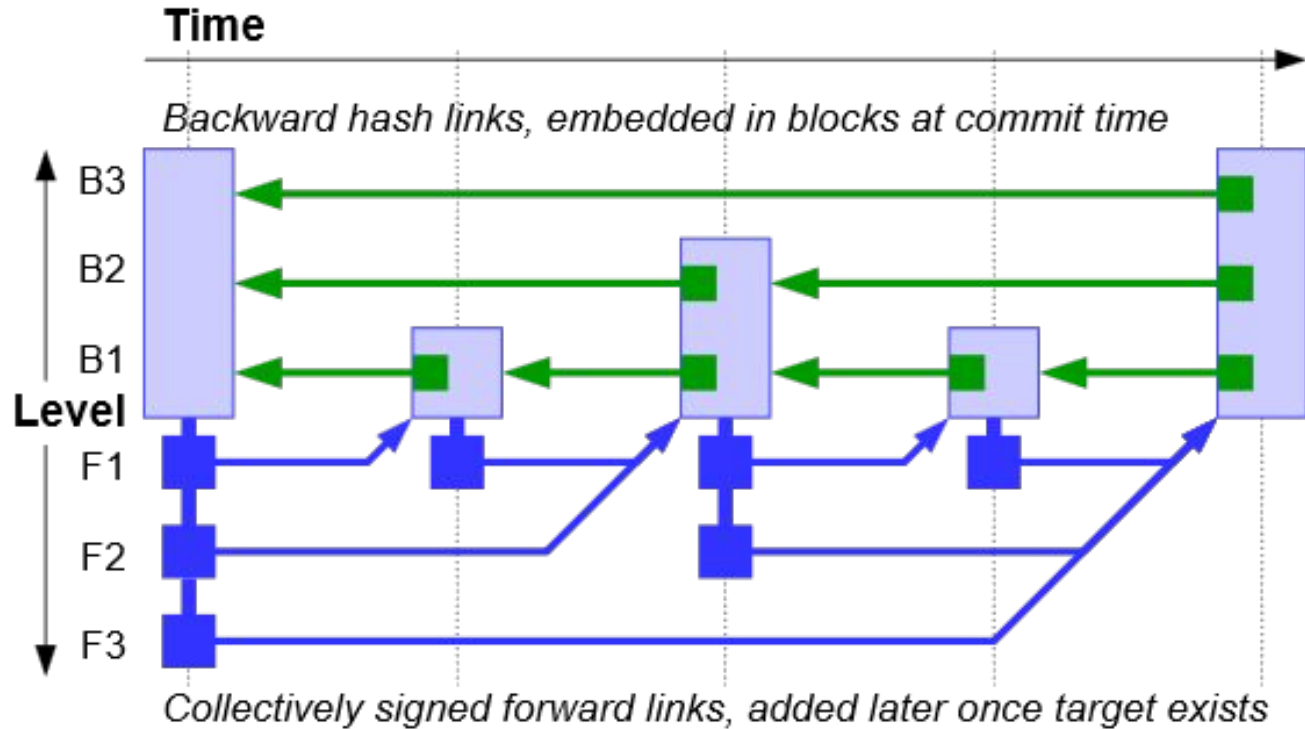 Time
Backward hash links, embedded in blocks at commit time
B3
B2
B1
Level
F1
F2
F3
Collectively signed forward links, added later once target exists